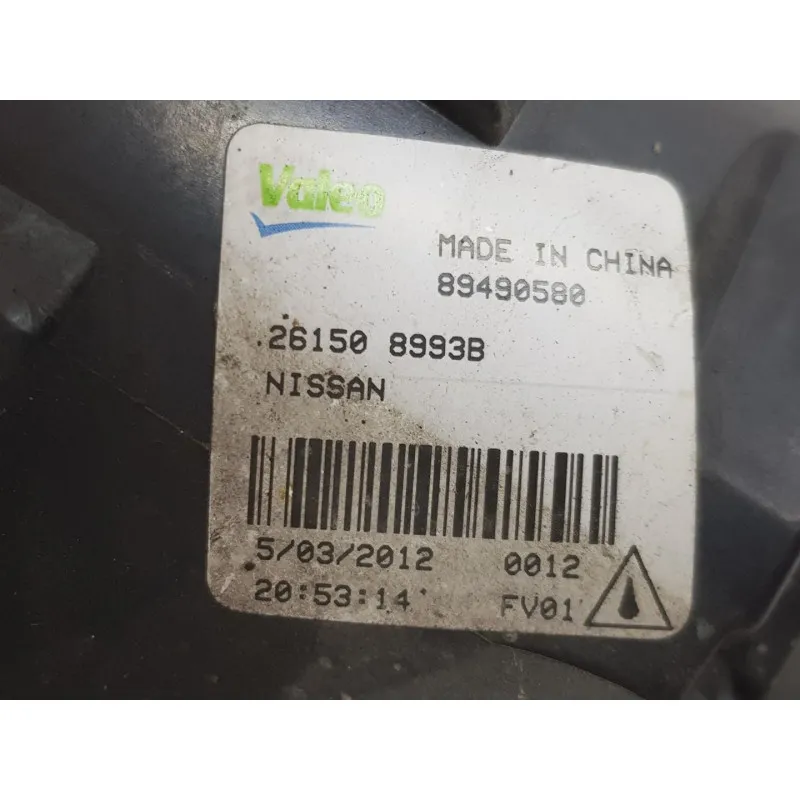 Valeo
MADE IN CHINA
89490580
26150 8993B
NISSAN
5/03/2012 0012
20:53:14 FV01